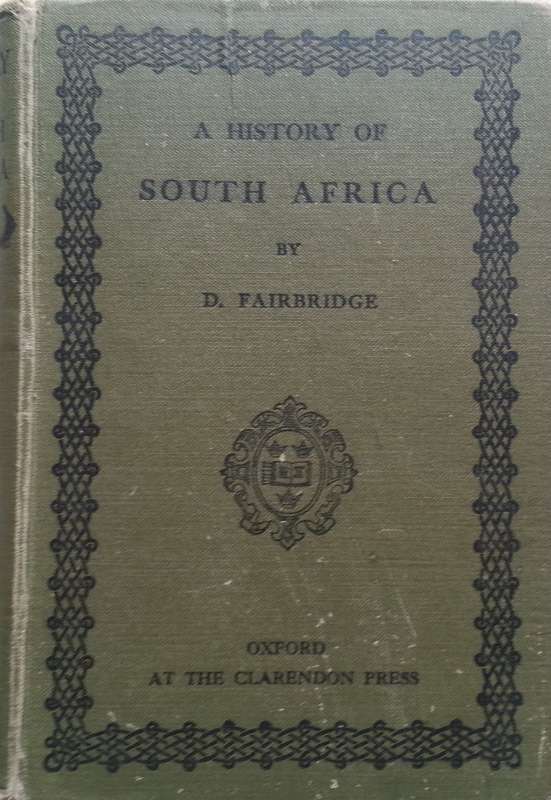 A HISTORY OF
SOUTH AFRICA
BY
D. FAIRBRIDGE
OXFORD
AT THE CLARENDON PRESS